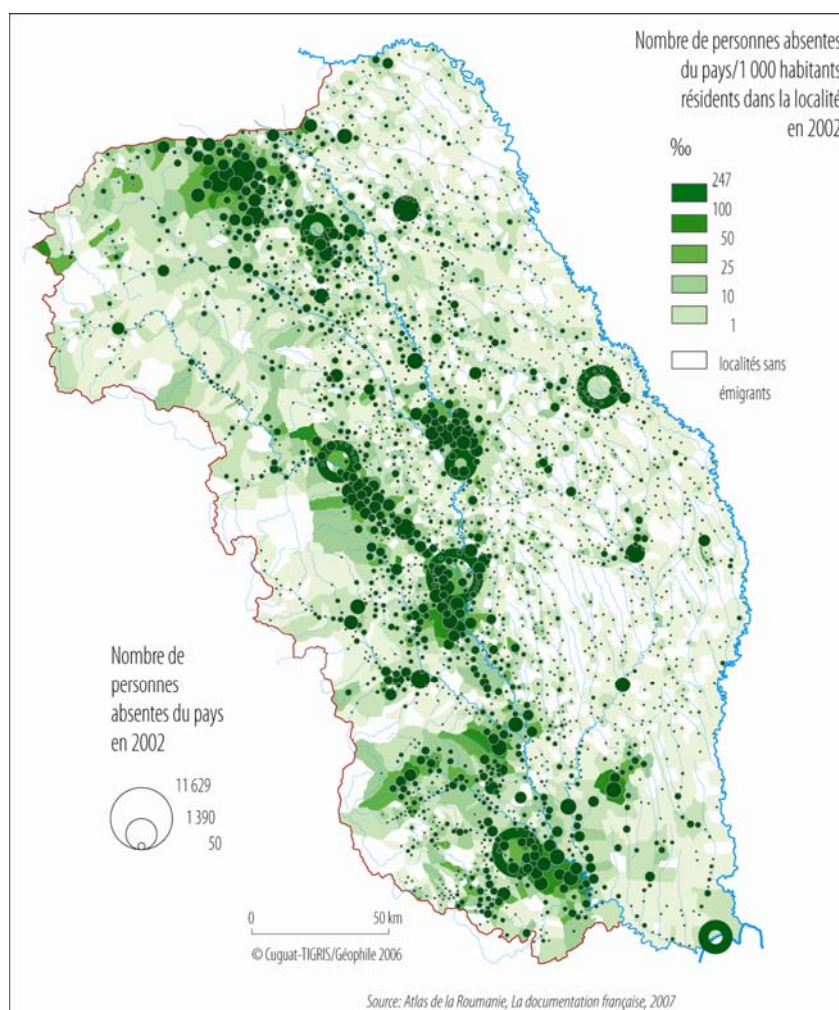 Nombre de personnes absentes
du pays/1 000 habitants
résidents dans la localité
en 2002
‰
247
100
50
25
10
1
localités sans
émigrants
Nombre de
personnes
absentes du pays
en 2002
11 629
1 390
50
0 50 km
© Cuguat-TIGRIS/Géophile 2006
Source: Atlas de la Roumanie, La documentation française, 2007